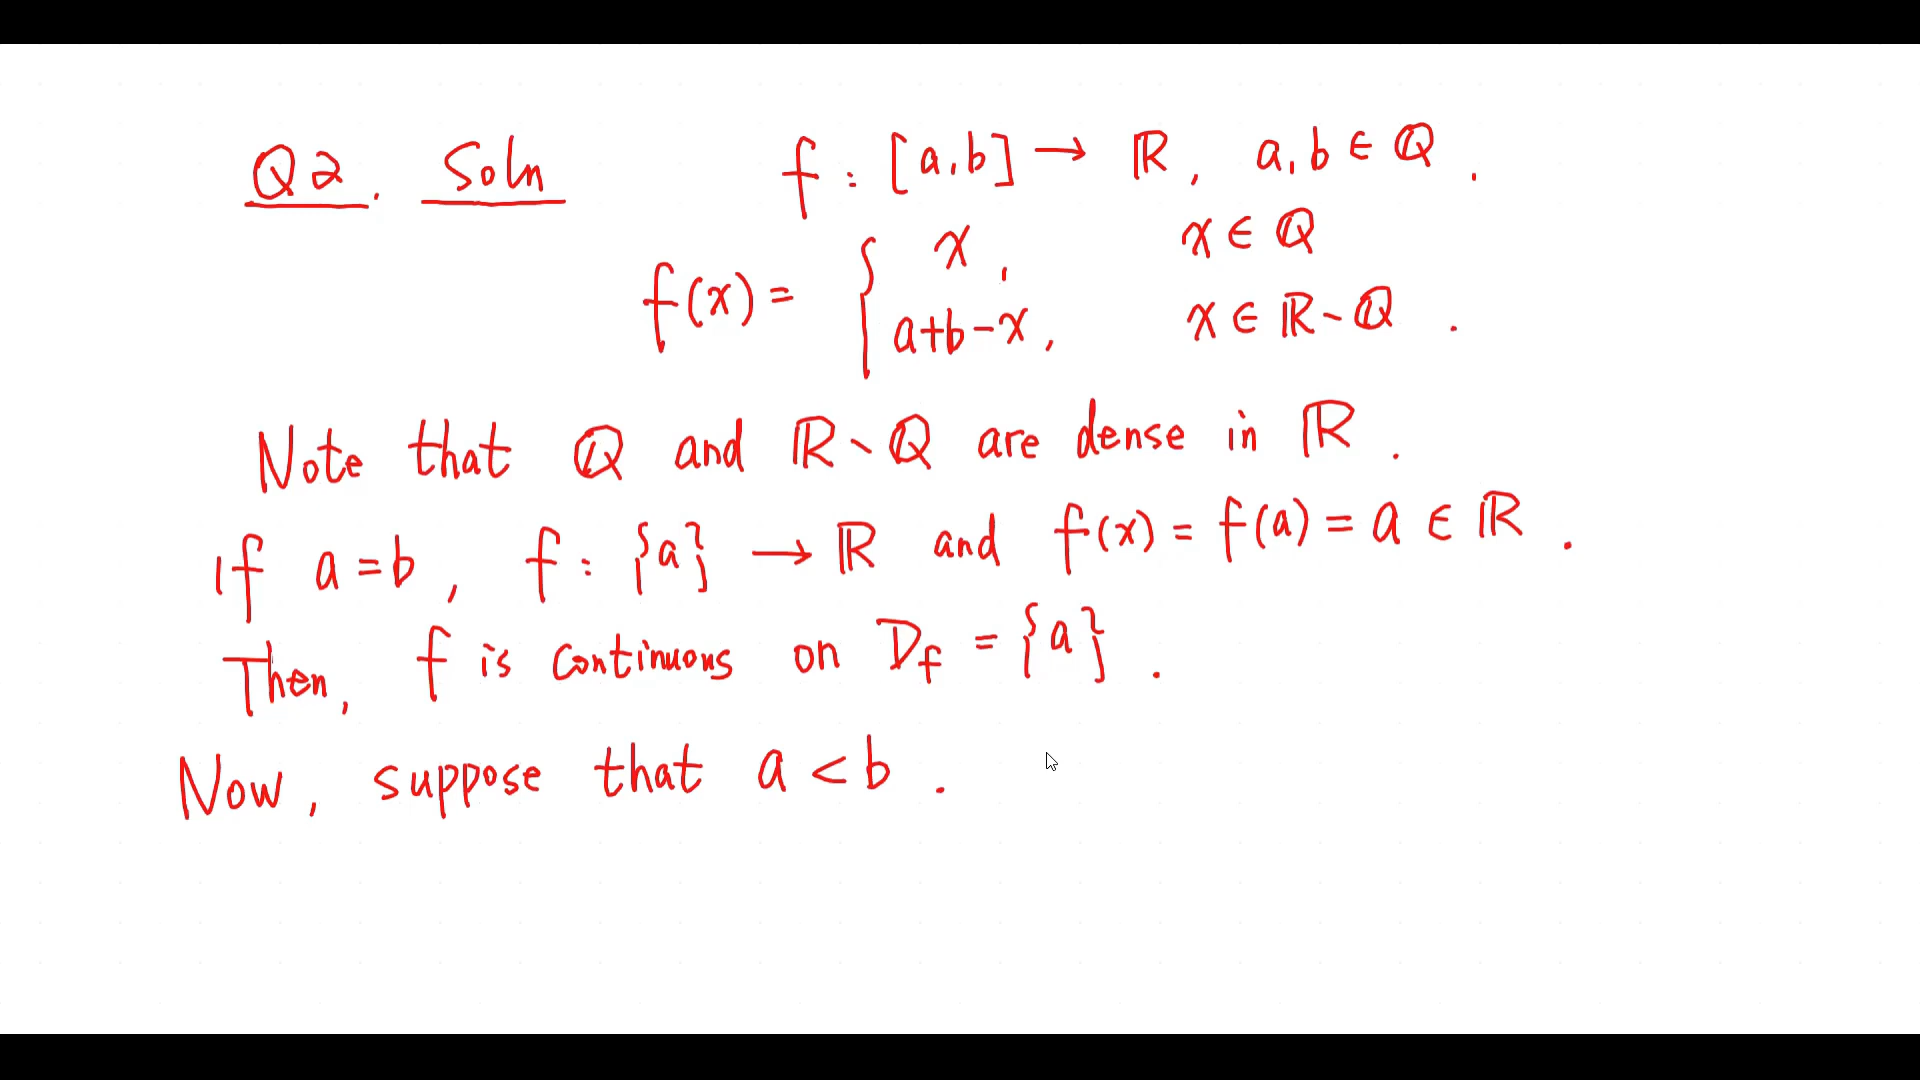 Q2. Soln f : [a,b] → ℝ, a,b ∈ ℚ.
f(x) = { x, x ∈ ℚ
a+b-x, x ∈ ℝ∖ℚ.
Note that ℚ and ℝ∖ℚ are dense in ℝ.
If a=b, f : {a} → ℝ and f(x) = f(a) = a ∈ ℝ.
Then, f is continuous on D_f = {a}.
Now, suppose that a < b.